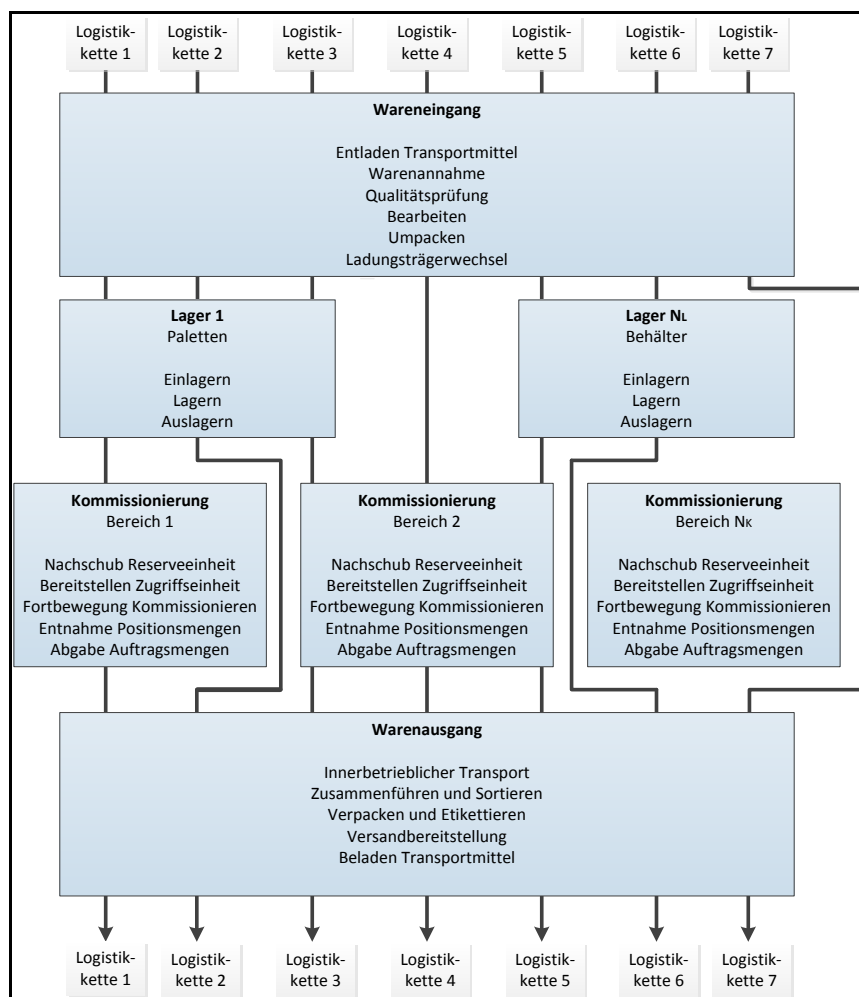 Logistik-
kette 1
Logistik-
kette 2
Logistik-
kette 3
Logistik-
kette 4
Logistik-
kette 5
Logistik-
kette 6
Logistik-
kette 7
Wareneingang
Entladen Transportmittel
Warenannahme
Qualitätsprüfung
Bearbeiten
Umpacken
Ladungsträgerwechsel
Lager 1
Paletten
Einlagern
Lagern
Auslagern
Lager NL
Behälter
Einlagern
Lagern
Auslagern
Kommissionierung
Bereich 1
Nachschub Reserveeinheit
Bereitstellen Zugriffseinheit
Fortbewegung Kommissionieren
Entnahme Positionsmengen
Abgabe Auftragsmengen
Kommissionierung
Bereich 2
Nachschub Reserveeinheit
Bereitstellen Zugriffseinheit
Fortbewegung Kommissionieren
Entnahme Positionsmengen
Abgabe Auftragsmengen
Kommissionierung
Bereich NK
Nachschub Reserveeinheit
Bereitstellen Zugriffseinheit
Fortbewegung Kommissionieren
Entnahme Positionsmengen
Abgabe Auftragsmengen
Warenausgang
Innerbetrieblicher Transport
Zusammenführen und Sortieren
Verpacken und Etikettieren
Versandbereitstellung
Beladen Transportmittel
Logistik-
kette 1
Logistik-
kette 2
Logistik-
kette 3
Logistik-
kette 4
Logistik-
kette 5
Logistik-
kette 6
Logistik-
kette 7